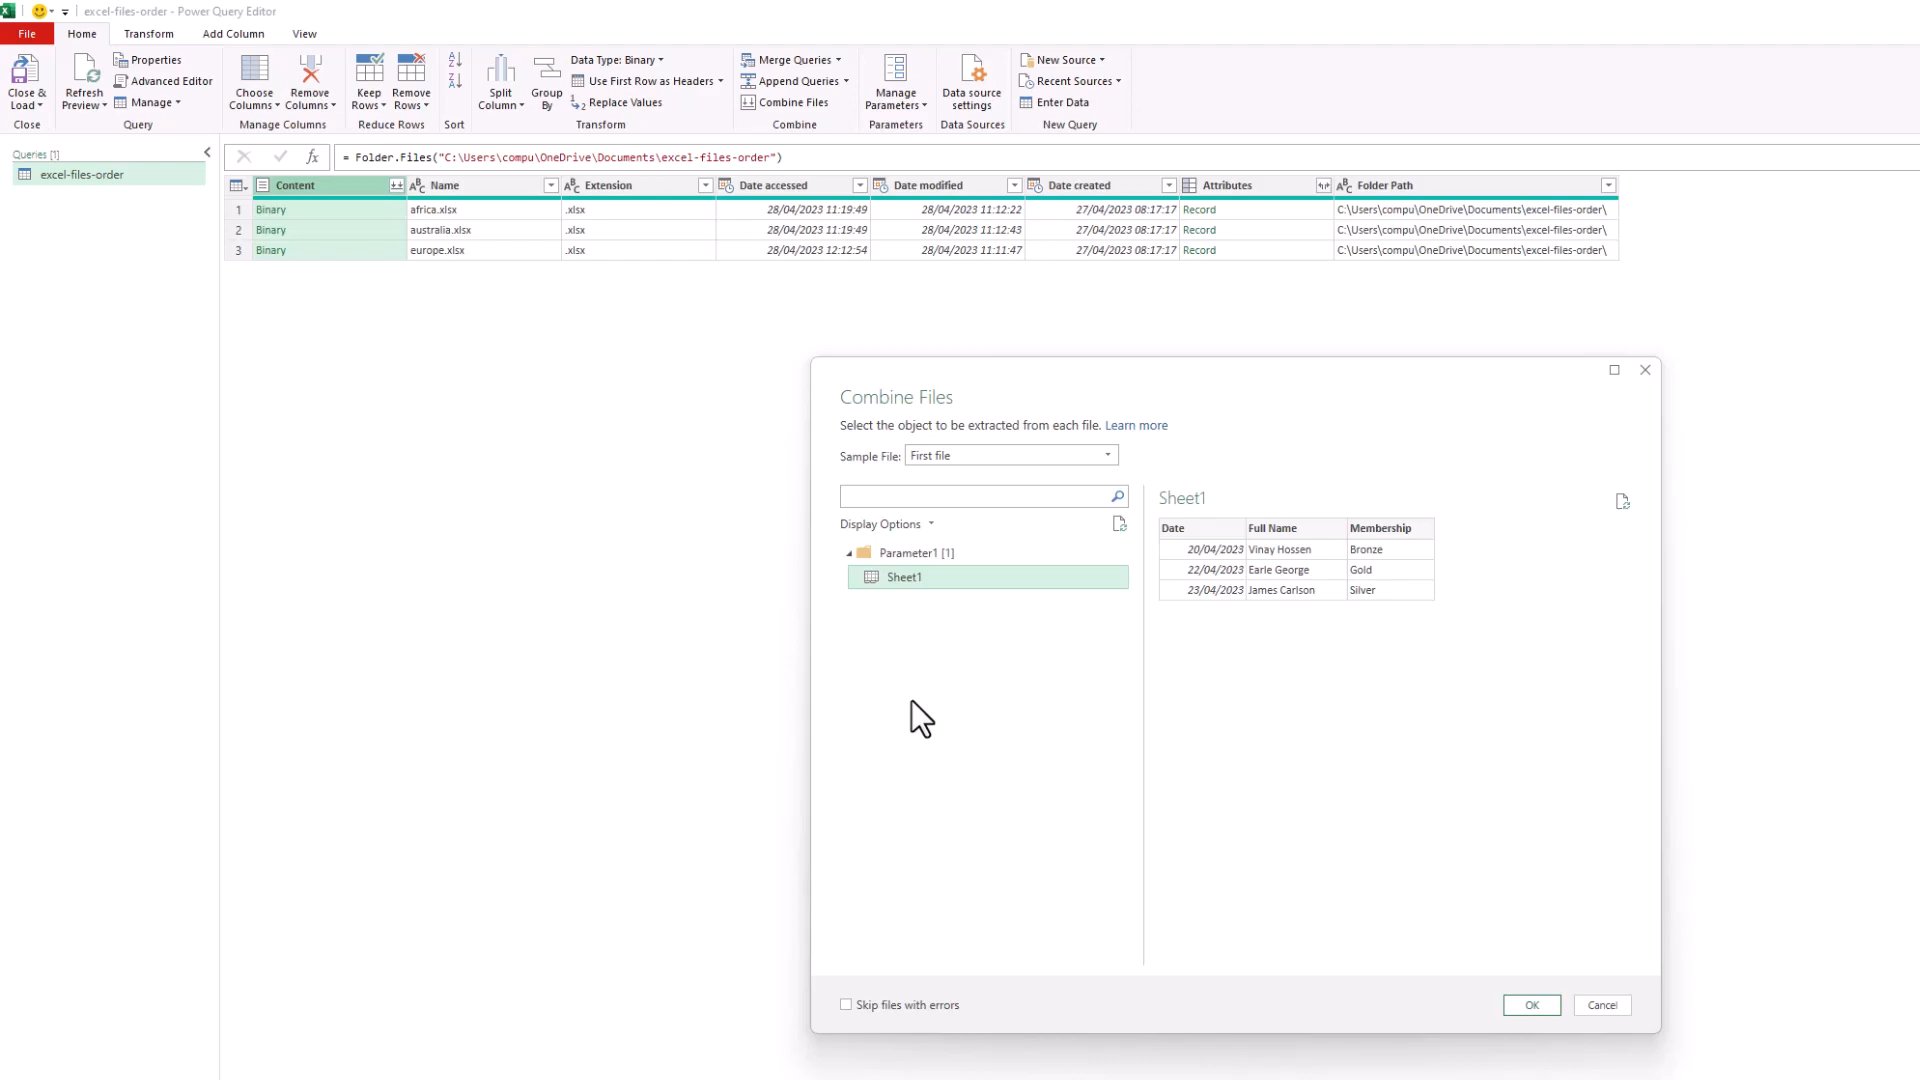 excel-files-order - Power Query Editor
File Home Transform Add Column View
Close & Load
Close
Refresh Preview
Properties
Advanced Editor
Manage
Query
Choose Columns
Remove Columns
Manage Columns
Keep Rows
Remove Rows
Reduce Rows
Sort
Split Column
Group By
Data Type: Binary
Use First Row as Headers
Replace Values
Transform
Merge Queries
Append Queries
Combine Files
Combine
Manage Parameters
Parameters
Data source settings
Data Sources
New Source
Recent Sources
Enter Data
New Query
Queries [1]
excel-files-order
fx
= Folder.Files("C:\Users\compu\OneDrive\Documents\excel-files-order")
Content Name Extension Date accessed Date modified Date created Attributes Folder Path
1 Binary africa.xlsx .xlsx 28/04/2023 11:19:49 28/04/2023 11:12:22 27/04/2023 08:17:17 Record C:\Users\compu\OneDrive\Documents\excel-files-order\
2 Binary australia.xlsx .xlsx 28/04/2023 11:19:49 28/04/2023 11:12:43 27/04/2023 08:17:17 Record C:\Users\compu\OneDrive\Documents\excel-files-order\
3 Binary europe.xlsx .xlsx 28/04/2023 12:12:54 28/04/2023 11:11:47 27/04/2023 08:17:17 Record C:\Users\compu\OneDrive\Documents\excel-files-order\
Combine Files
Select the object to be extracted from each file. Learn more
Sample File: First file
Display Options
Parameter1 [1]
Sheet1
Sheet1
Date Full Name Membership
20/04/2023 Vinay Hossen Bronze
22/04/2023 Earle George Gold
23/04/2023 James Carlson Silver
Skip files with errors
OK Cancel